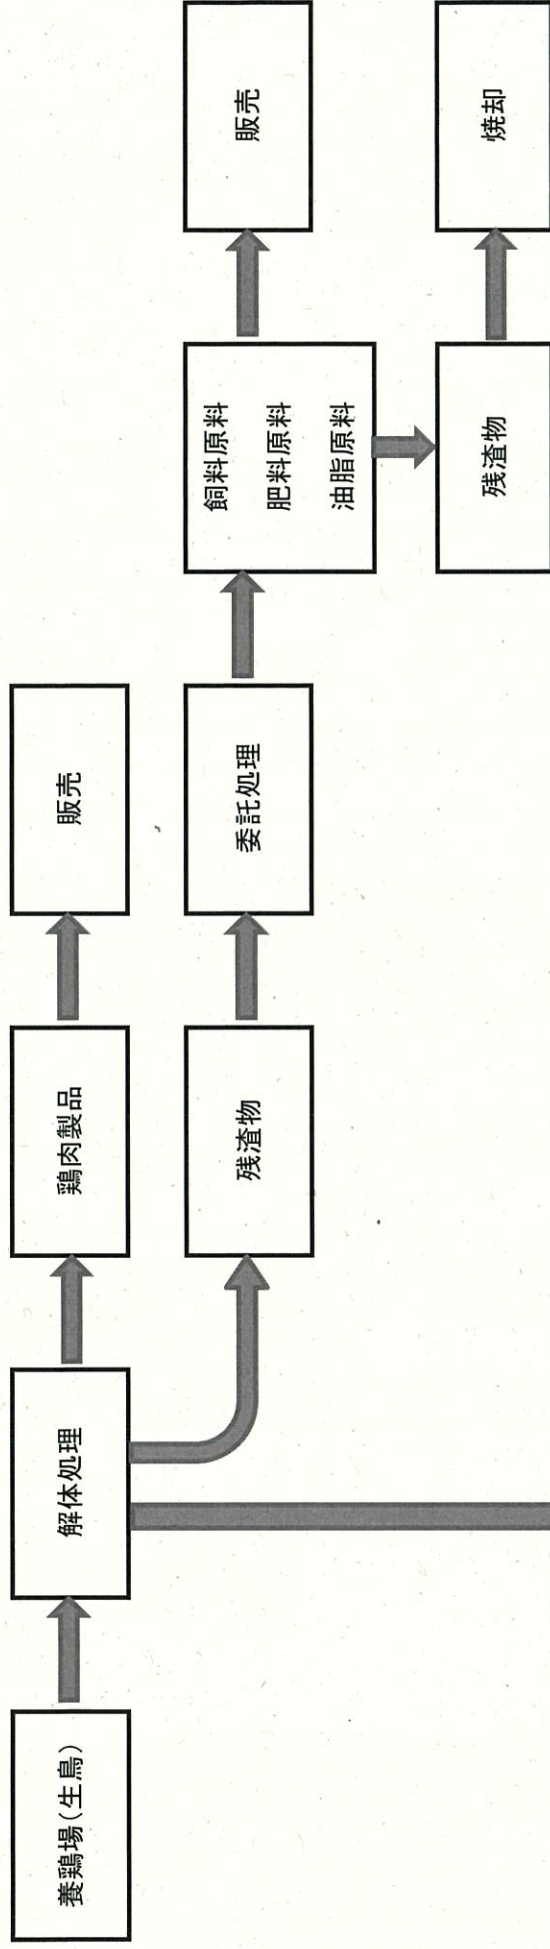 養鶏場(生鳥)
解体処理
鶏肉製品
販売
残渣物
委託処理
飼料原料
肥料原料
油脂原料
販売
残渣物
焼却